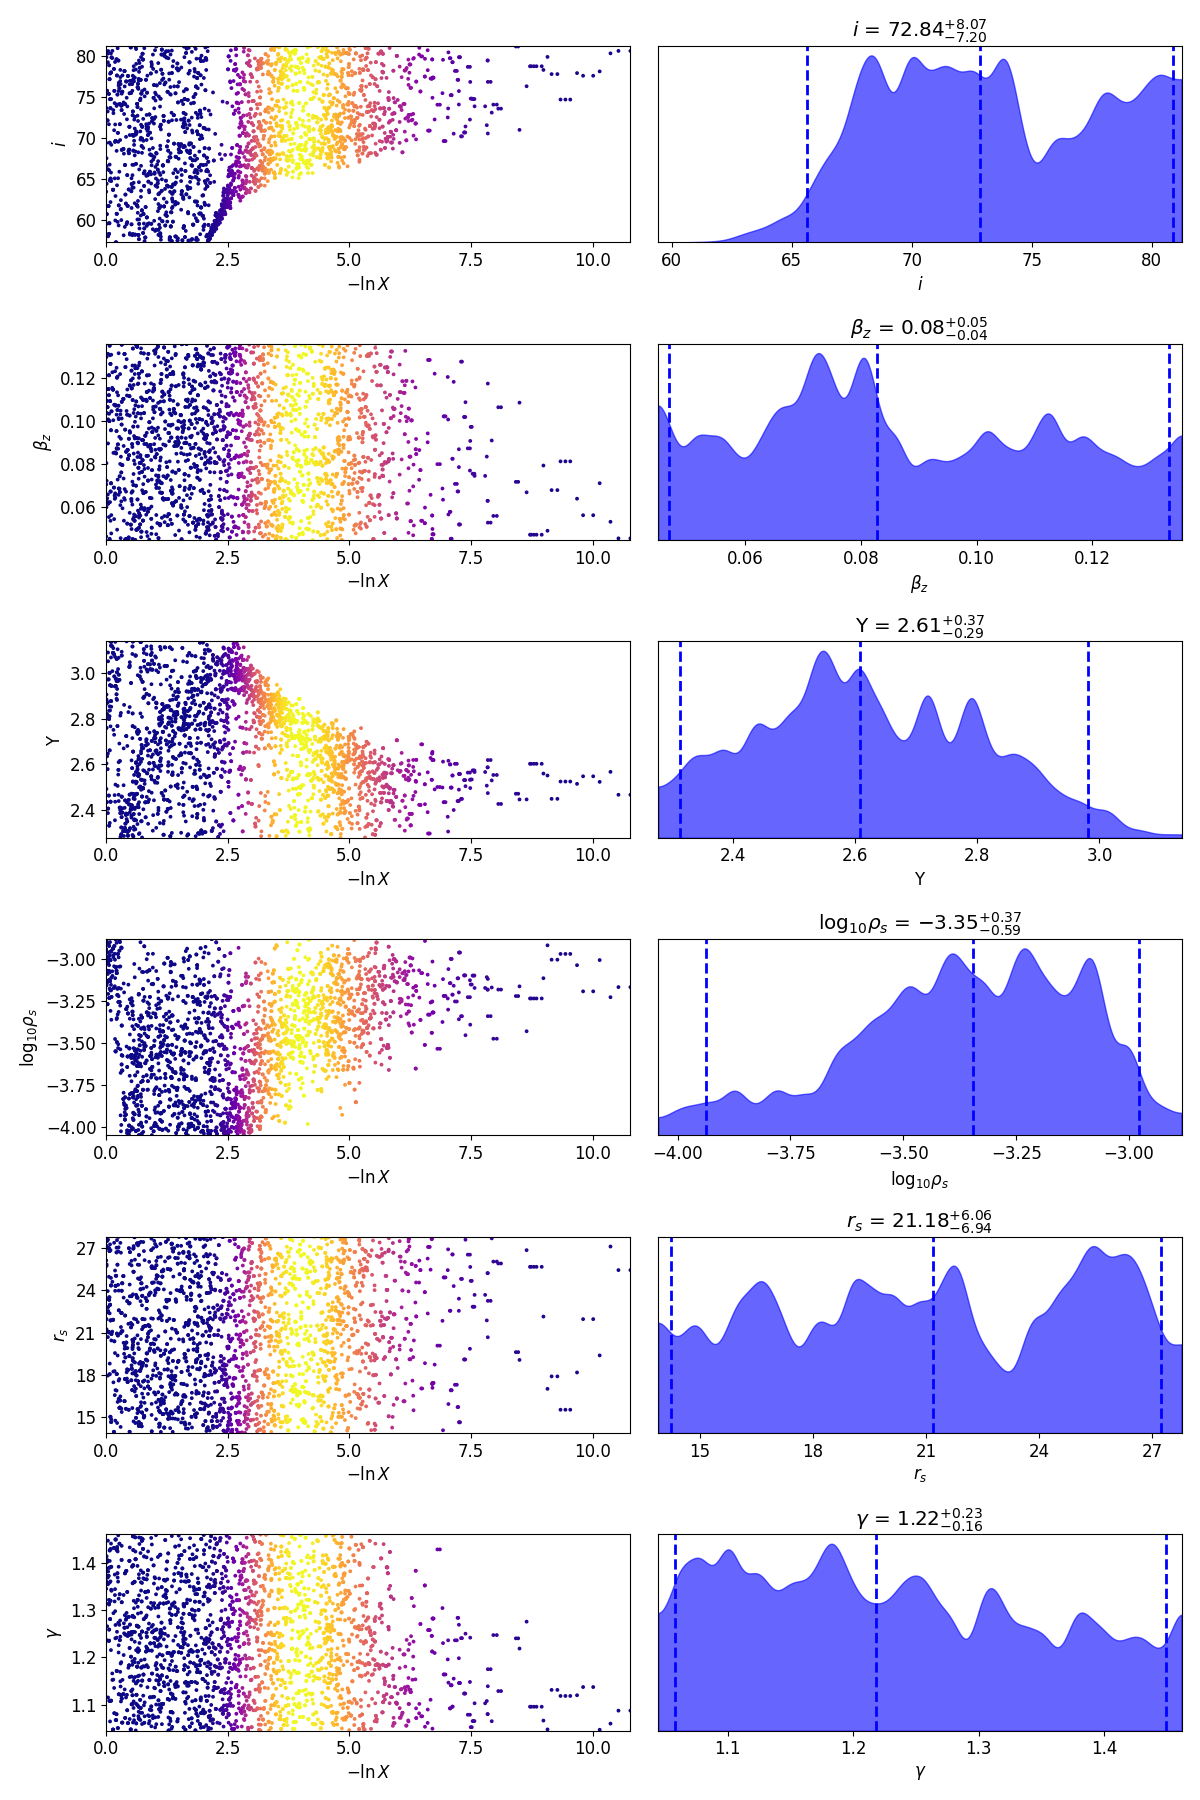 i = 72.84 +8.07 −7.20
80
75
70
65
60
i
0.0 2.5 5.0 7.5 10.0
−ln X
60 65 70 75 80
i
β_z = 0.08 +0.05 −0.04
0.12
0.10
0.08
0.06
β_z
0.0 2.5 5.0 7.5 10.0
−ln X
0.06 0.08 0.10 0.12
β_z
Y = 2.61 +0.37 −0.29
3.0
2.8
2.6
2.4
Y
0.0 2.5 5.0 7.5 10.0
−ln X
2.4 2.6 2.8 3.0
Y
log₁₀ρ_s = −3.35 +0.37 −0.59
−3.00
−3.25
−3.50
−3.75
−4.00
log₁₀ρ_s
0.0 2.5 5.0 7.5 10.0
−ln X
−4.00 −3.75 −3.50 −3.25 −3.00
log₁₀ρ_s
r_s = 21.18 +6.06 −6.94
27
24
21
18
15
r_s
0.0 2.5 5.0 7.5 10.0
−ln X
15 18 21 24 27
r_s
γ = 1.22 +0.23 −0.16
1.4
1.3
1.2
1.1
γ
0.0 2.5 5.0 7.5 10.0
−ln X
1.1 1.2 1.3 1.4
γ